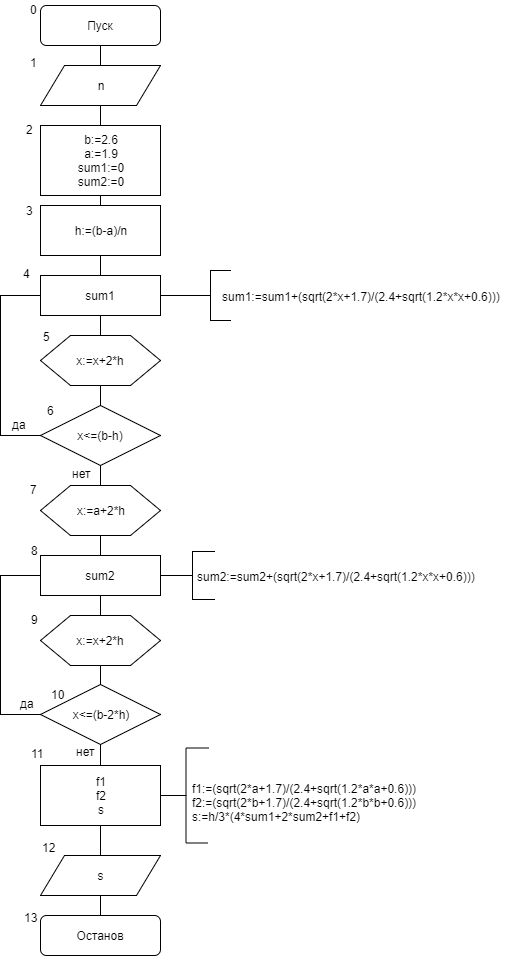 0
Пуск
1
n
2
b:=2.6
a:=1.9
sum1:=0
sum2:=0
3
h:=(b-a)/n
4
sum1
sum1:=sum1+(sqrt(2*x+1.7)/(2.4+sqrt(1.2*x*x+0.6)))
5
x:=x+2*h
6
да
x<=(b-h)
нет
7
x:=a+2*h
8
sum2
sum2:=sum2+(sqrt(2*x+1.7)/(2.4+sqrt(1.2*x*x+0.6)))
9
x:=x+2*h
10
да
x<=(b-2*h)
нет
11
f1
f2
s
f1:=(sqrt(2*a+1.7)/(2.4+sqrt(1.2*a*a+0.6)))
f2:=(sqrt(2*b+1.7)/(2.4+sqrt(1.2*b*b+0.6)))
s:=h/3*(4*sum1+2*sum2+f1+f2)
12
s
13
Останов